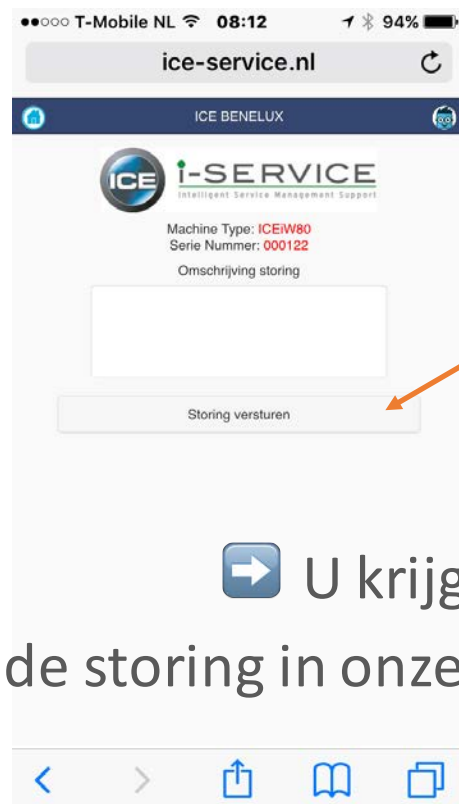 T-Mobile NL 08:12 94%
ice-service.nl
ICE BENELUX
ICE i-SERVICE
Intelligent Service Management Support
Machine Type: ICEiW80
Serie Nummer: 000122
Omschrijving storing
Storing versturen
U krijg
de storing in onze